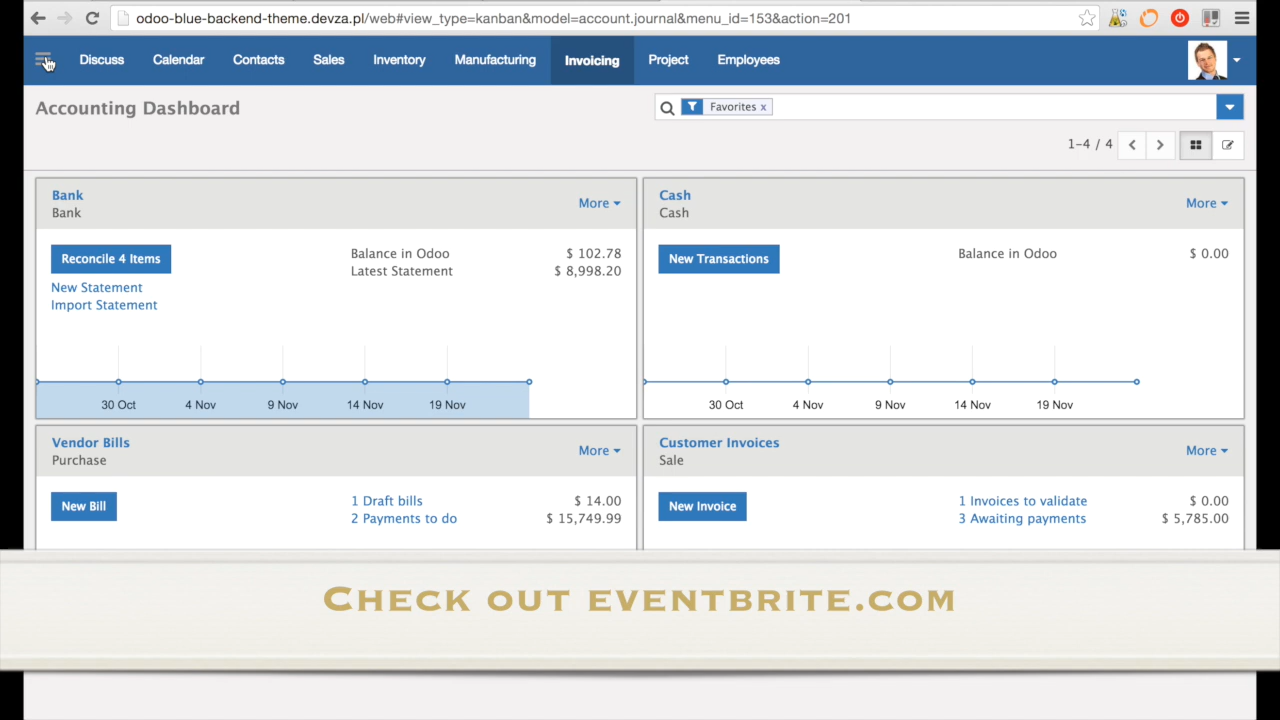 odoo-blue-backend-theme.devza.pl/web#view_type=kanban&model=account.journal&menu_id=153&action=201
Discuss Calendar Contacts Sales Inventory Manufacturing Invoicing Project Employees
Accounting Dashboard
Favorites x
1-4 / 4
Bank
Bank
More
Reconcile 4 Items
Balance in Odoo $ 102.78
Latest Statement $ 8,998.20
New Statement
Import Statement
30 Oct 4 Nov 9 Nov 14 Nov 19 Nov
Cash
Cash
More
New Transactions
Balance in Odoo $ 0.00
30 Oct 4 Nov 9 Nov 14 Nov 19 Nov
Vendor Bills
Purchase
More
New Bill
1 Draft bills $ 14.00
2 Payments to do $ 15,749.99
Customer Invoices
Sale
More
New Invoice
1 Invoices to validate $ 0.00
3 Awaiting payments $ 5,785.00
Check out eventbrite.com